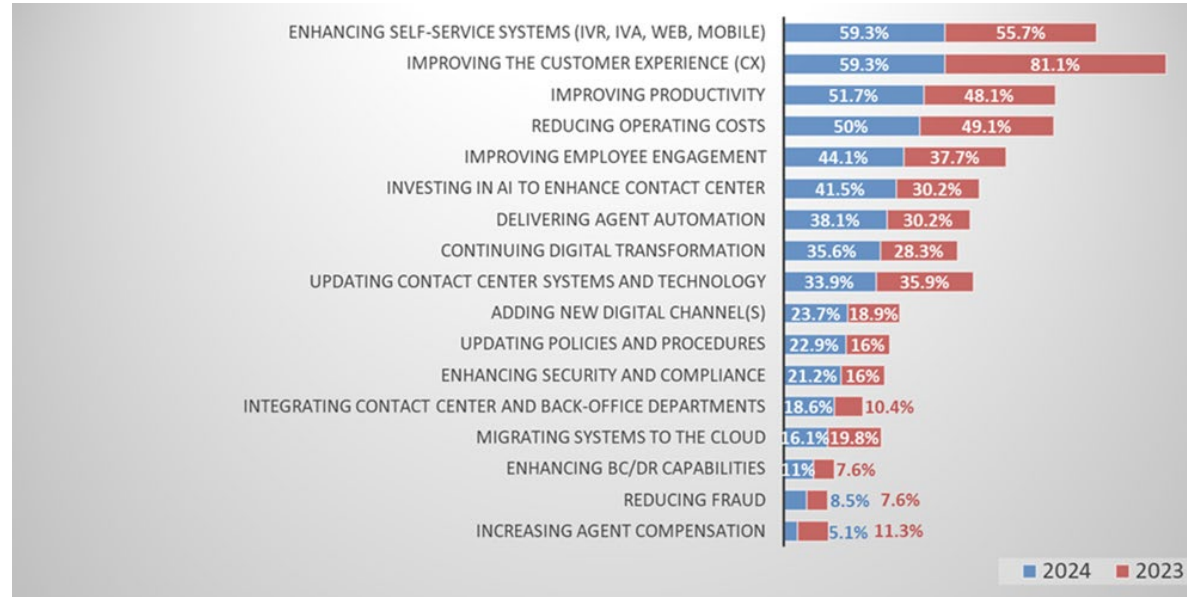 ENHANCING SELF-SERVICE SYSTEMS (IVR, IVA, WEB, MOBILE) 59.3% 55.7%
IMPROVING THE CUSTOMER EXPERIENCE (CX) 59.3% 81.1%
IMPROVING PRODUCTIVITY 51.7% 48.1%
REDUCING OPERATING COSTS 50% 49.1%
IMPROVING EMPLOYEE ENGAGEMENT 44.1% 37.7%
INVESTING IN AI TO ENHANCE CONTACT CENTER 41.5% 30.2%
DELIVERING AGENT AUTOMATION 38.1% 30.2%
CONTINUING DIGITAL TRANSFORMATION 35.6% 28.3%
UPDATING CONTACT CENTER SYSTEMS AND TECHNOLOGY 33.9% 35.9%
ADDING NEW DIGITAL CHANNEL(S) 23.7% 18.9%
UPDATING POLICIES AND PROCEDURES 22.9% 16%
ENHANCING SECURITY AND COMPLIANCE 21.2% 16%
INTEGRATING CONTACT CENTER AND BACK-OFFICE DEPARTMENTS 18.6% 10.4%
MIGRATING SYSTEMS TO THE CLOUD 16.1% 19.8%
ENHANCING BC/DR CAPABILITIES 11% 7.6%
REDUCING FRAUD 8.5% 7.6%
INCREASING AGENT COMPENSATION 5.1% 11.3%
2024 2023